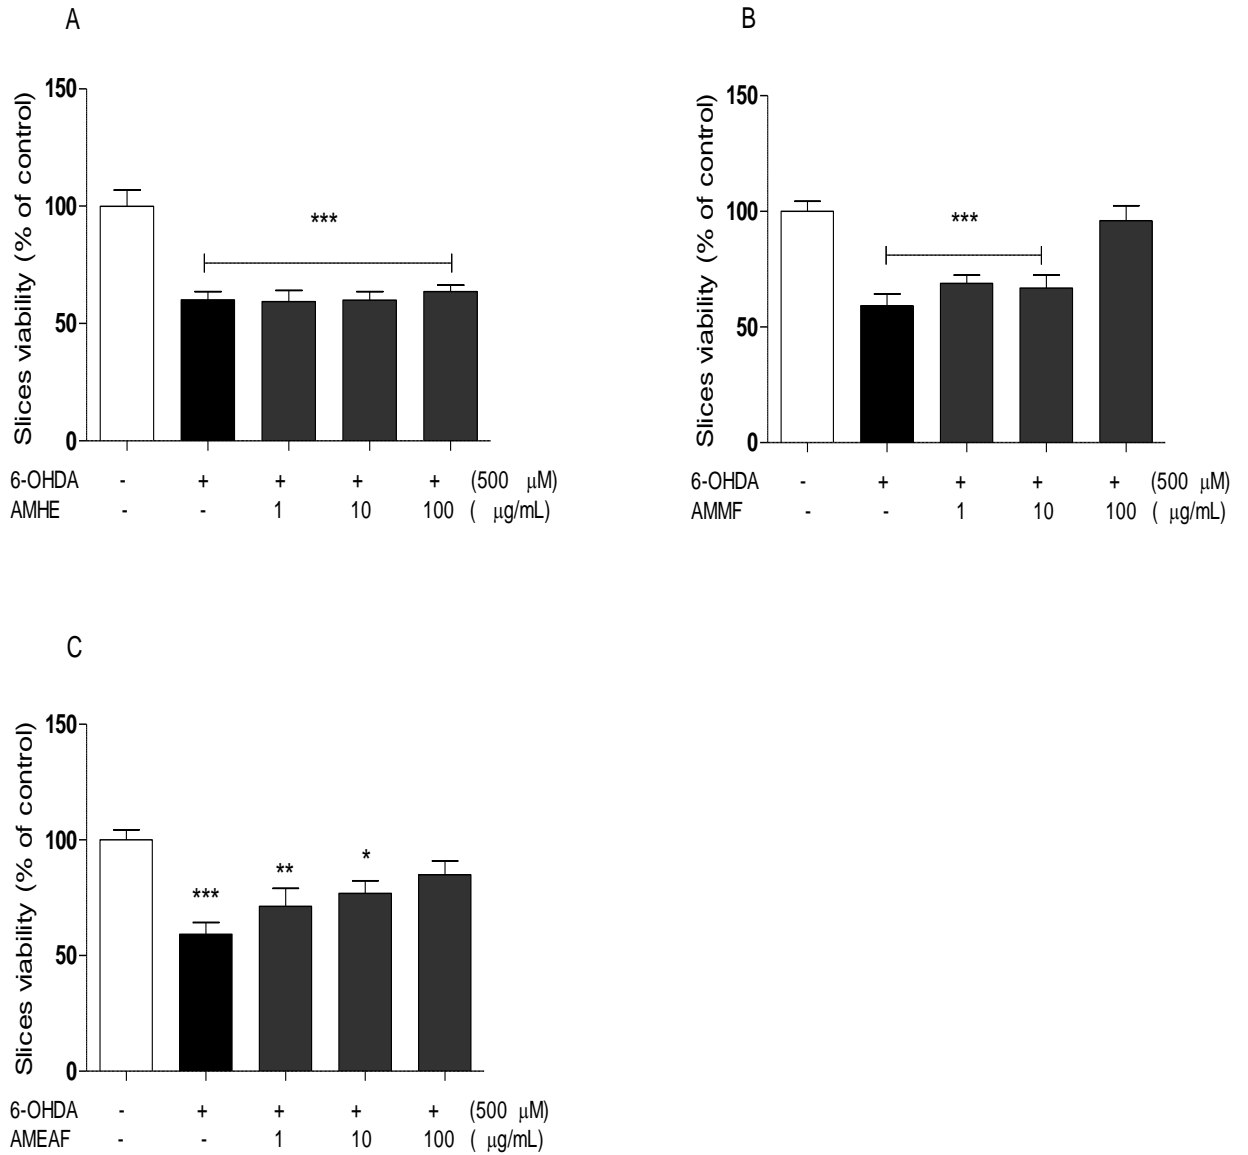 A
Slices viability (% of control)
150
100
50
0
***
6-OHDA - + + + + (500 μM)
AMHE - - 1 10 100 ( μg/mL)
B
Slices viability (% of control)
150
100
50
0
***
6-OHDA - + + + + (500 μM)
AMMF - - 1 10 100 ( μg/mL)
C
Slices viability (% of control)
150
100
50
0
*** ** *
6-OHDA - + + + + (500 μM)
AMEAF - - 1 10 100 ( μg/mL)